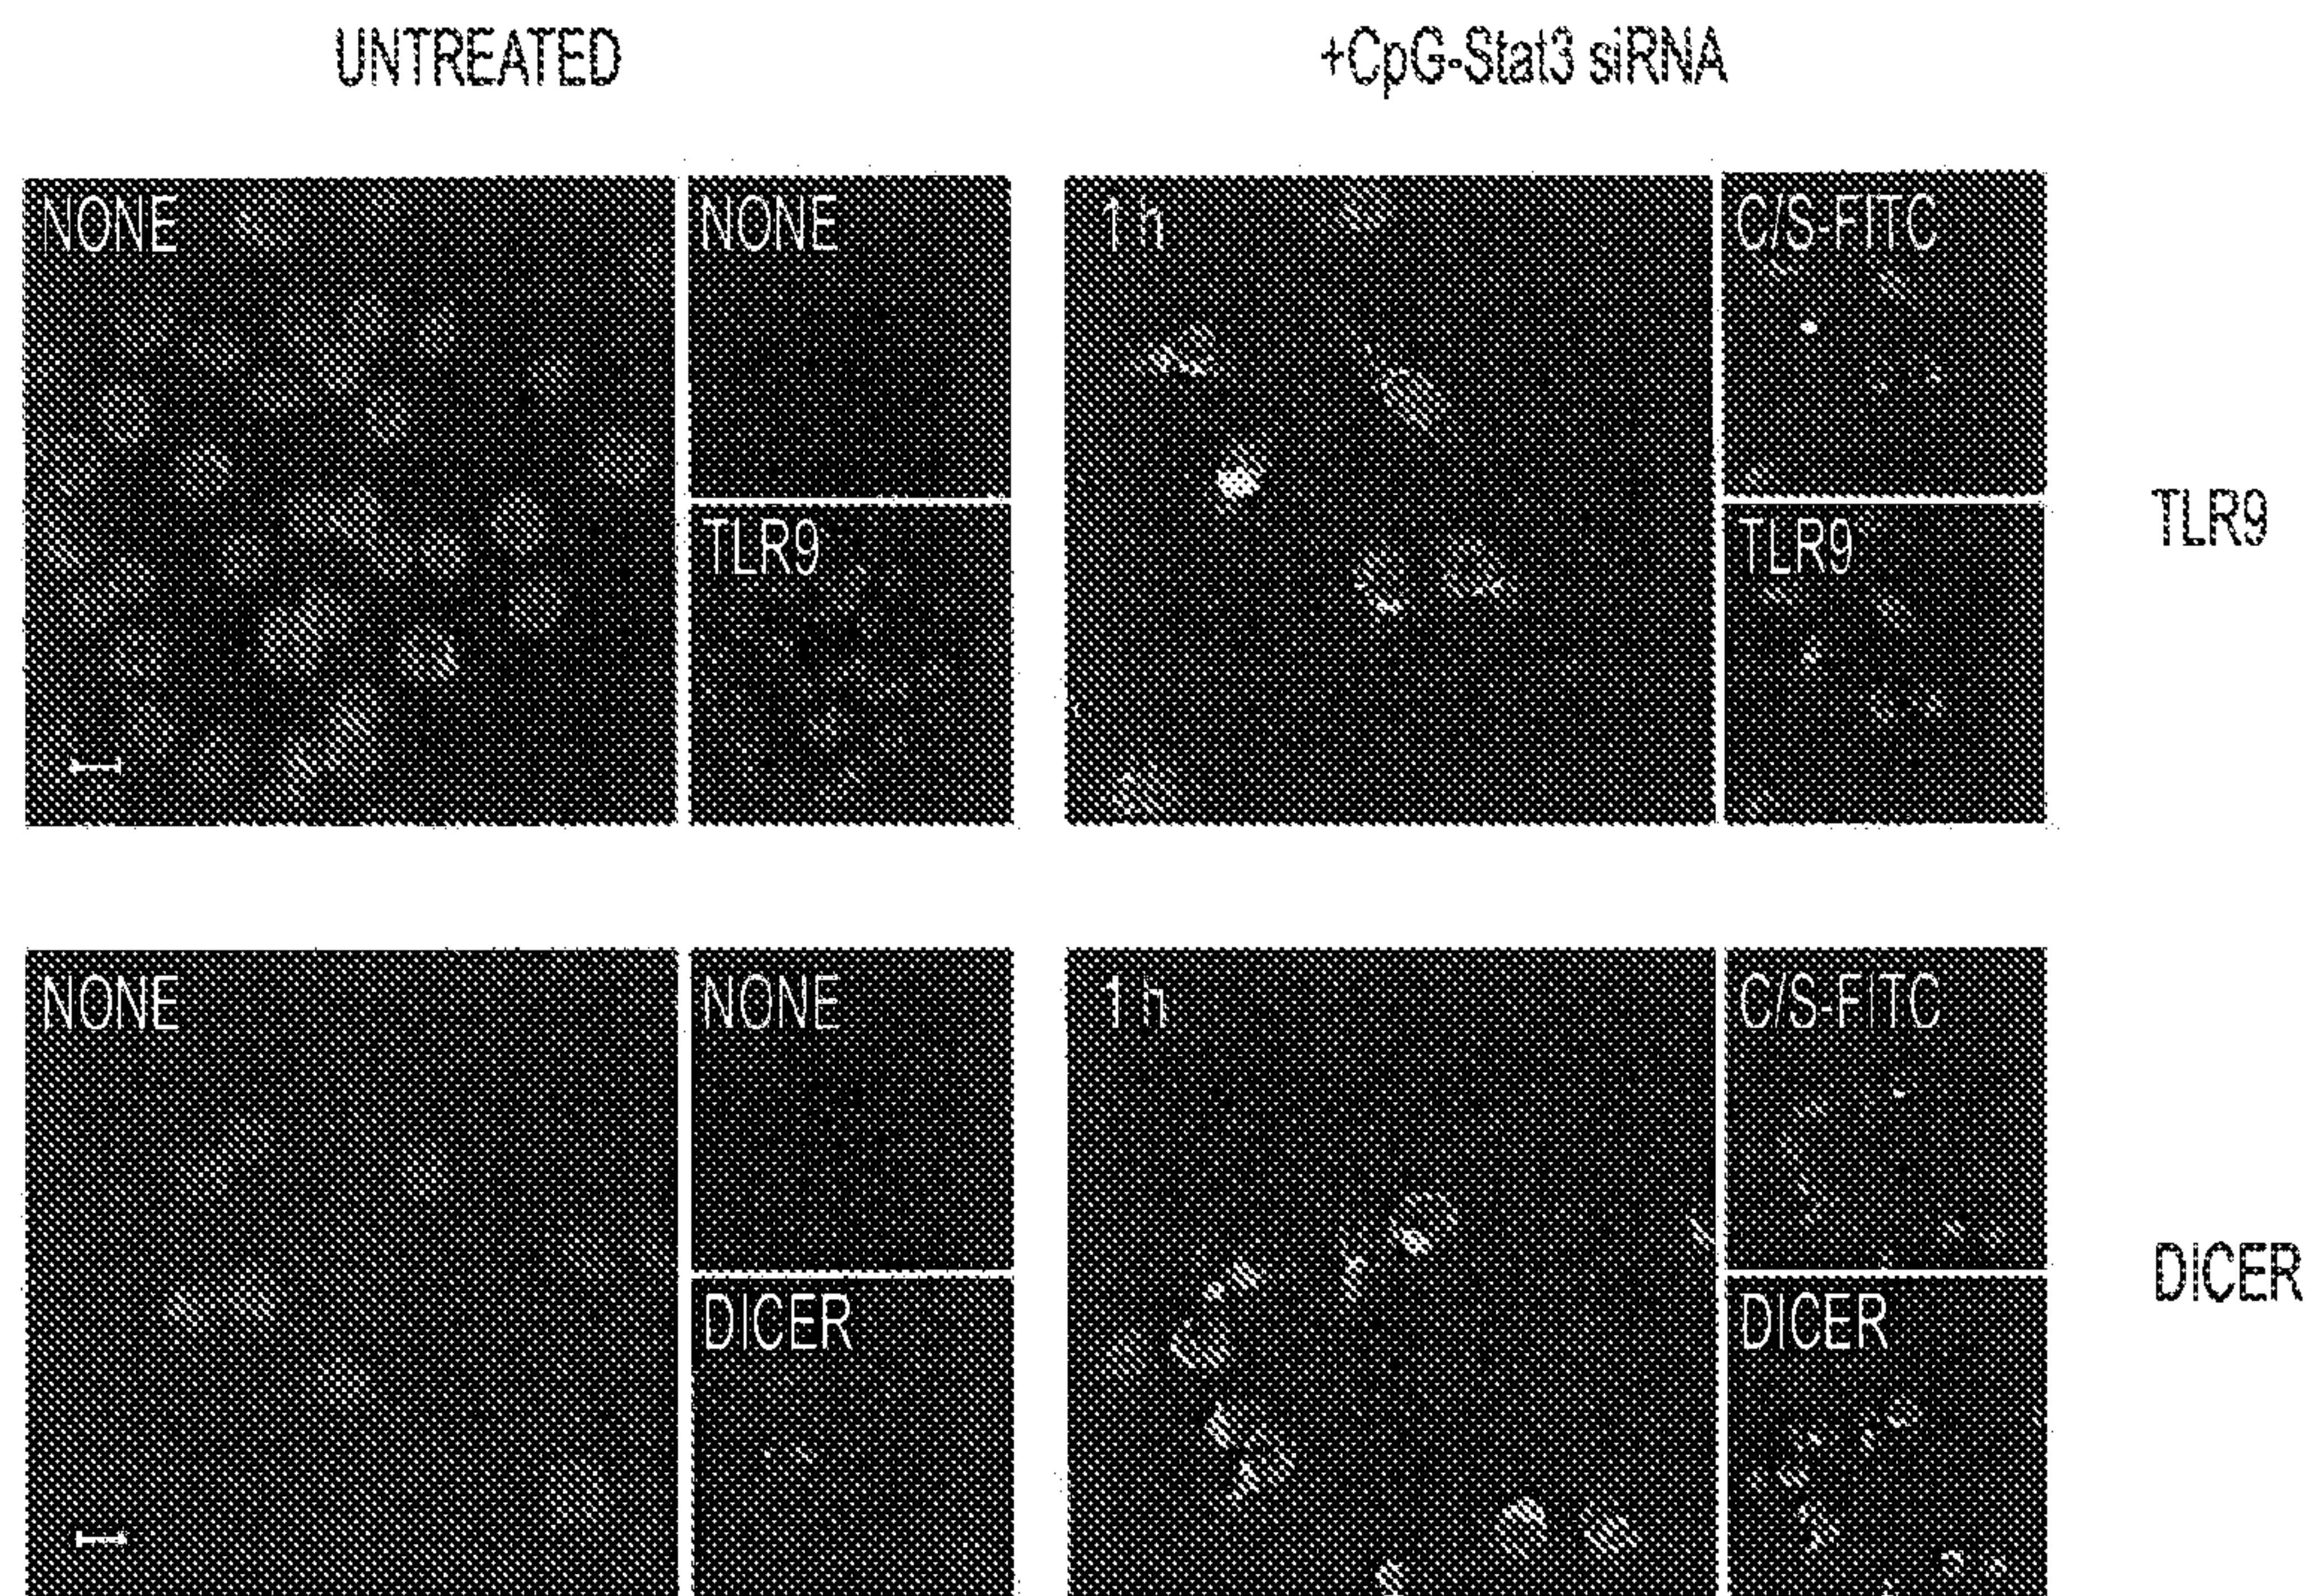 UNTREATED
+CpG-Stat3 siRNA
NONE
NONE
TLR9
1 h
C/S-FITC
TLR9
TLR9
NONE
NONE
DICER
1 h
C/S-FITC
DICER
DICER